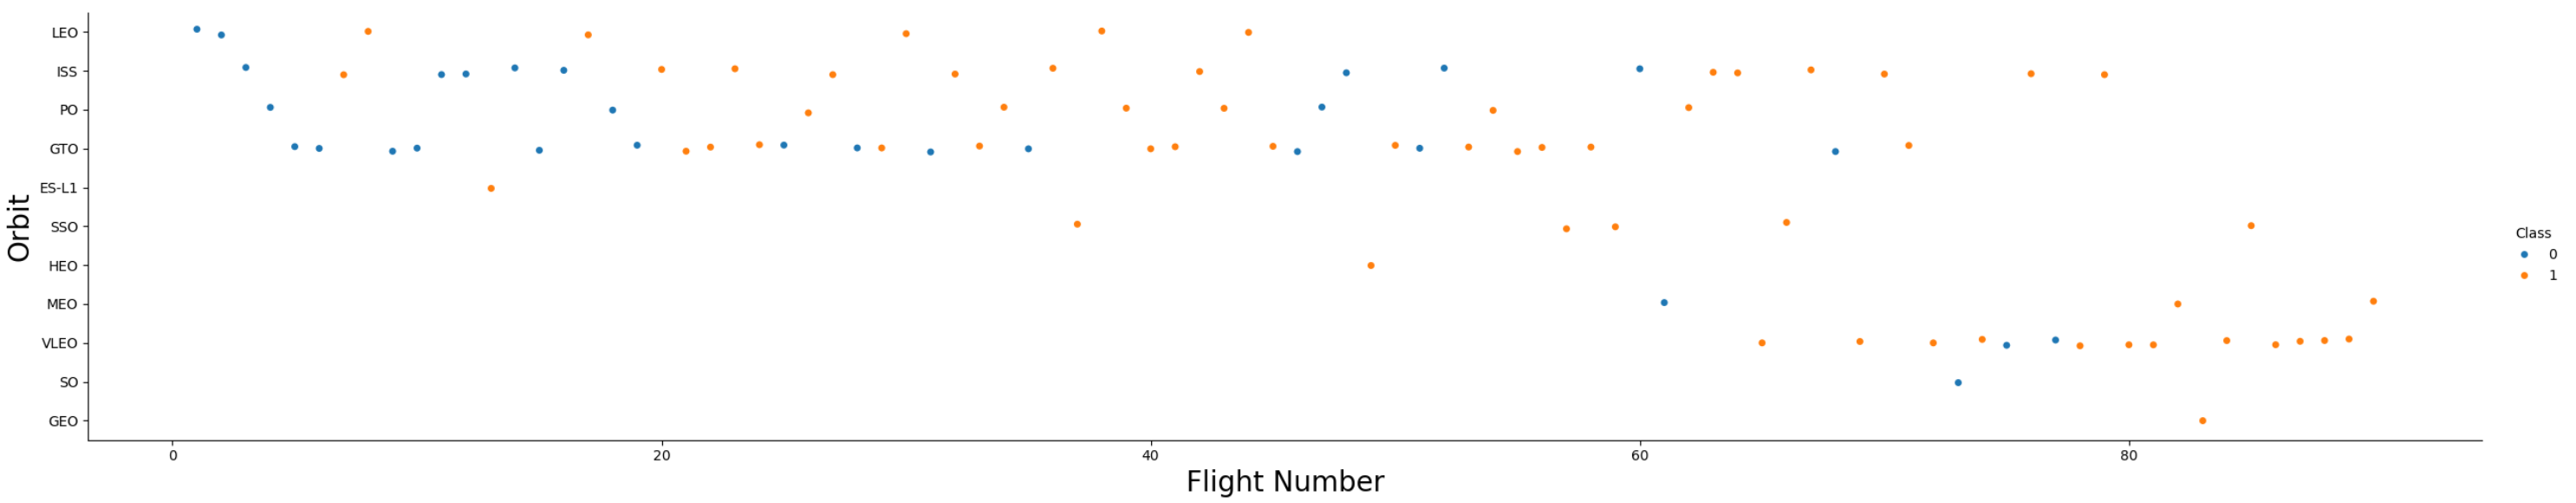 Orbit
LEO
ISS
PO
GTO
ES-L1
SSO
HEO
MEO
VLEO
SO
GEO
0 20 40 60 80
Flight Number
Class
0
1